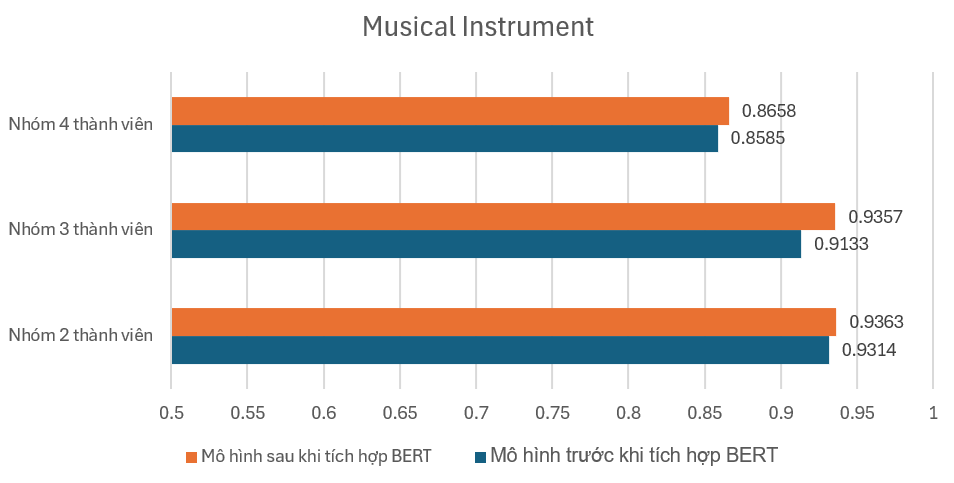 Musical Instrument
Nhóm 4 thành viên
0.8658
0.8585
Nhóm 3 thành viên
0.9357
0.9133
Nhóm 2 thành viên
0.9363
0.9314
0.5 0.55 0.6 0.65 0.7 0.75 0.8 0.85 0.9 0.95 1
Mô hình sau khi tích hợp BERT Mô hình trước khi tích hợp BERT